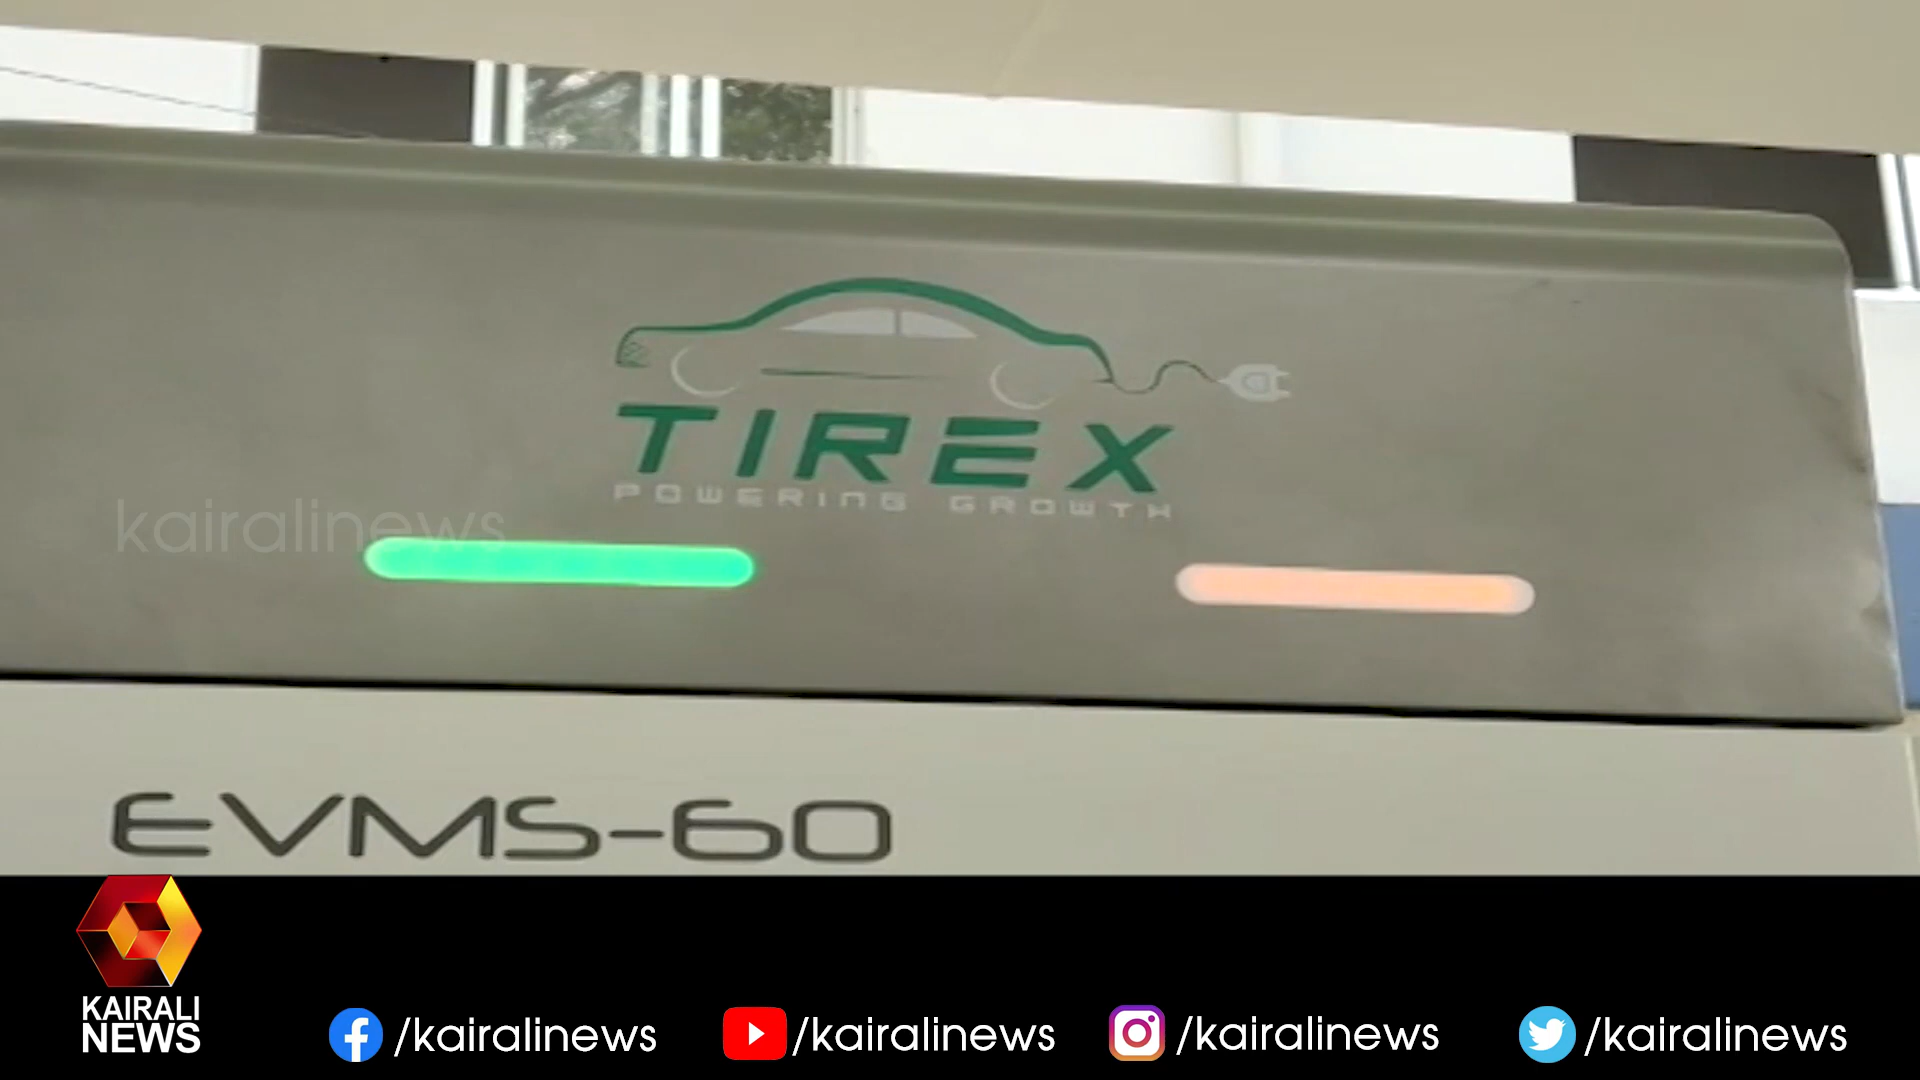 TIREX
POWERING GROWTH
kairalinews
EVMS-60
KAIRALI
NEWS
/kairalinews
/kairalinews
/kairalinews
/kairalinews